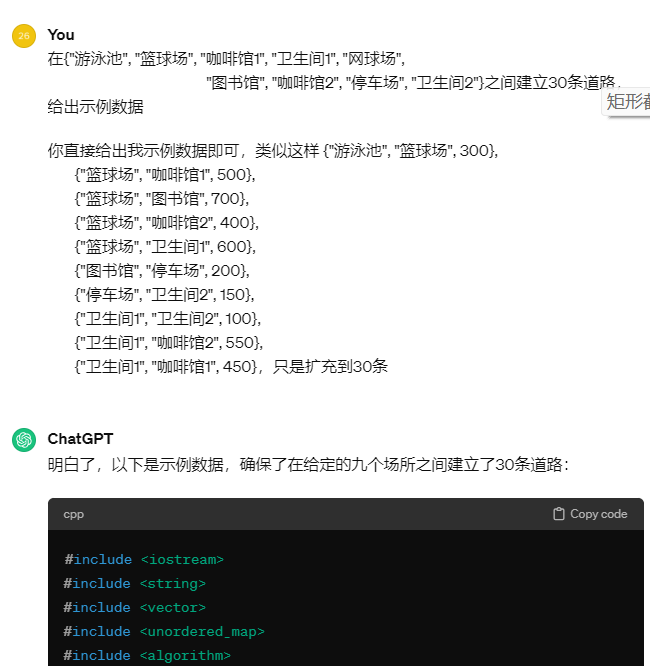 26 You
在{"游泳池", "篮球场", "咖啡馆1", "卫生间1", "网球场",
"图书馆", "咖啡馆2", "停车场", "卫生间2"}之间建立30条道路,
矩形
给出示例数据
你直接给出我示例数据即可，类似这样 {"游泳池", "篮球场", 300},
{"篮球场", "咖啡馆1", 500},
{"篮球场", "图书馆", 700},
{"篮球场", "咖啡馆2", 400},
{"篮球场", "卫生间1", 600},
{"图书馆", "停车场", 200},
{"停车场", "卫生间2", 150},
{"卫生间1", "卫生间2", 100},
{"卫生间1", "咖啡馆2", 550},
{"卫生间1", "咖啡馆1", 450}，只是扩充到30条
ChatGPT
明白了，以下是示例数据，确保了在给定的九个场所之间建立了30条道路：
cpp Copy code
#include <iostream>
#include <string>
#include <vector>
#include <unordered_map>
#include <algorithm>